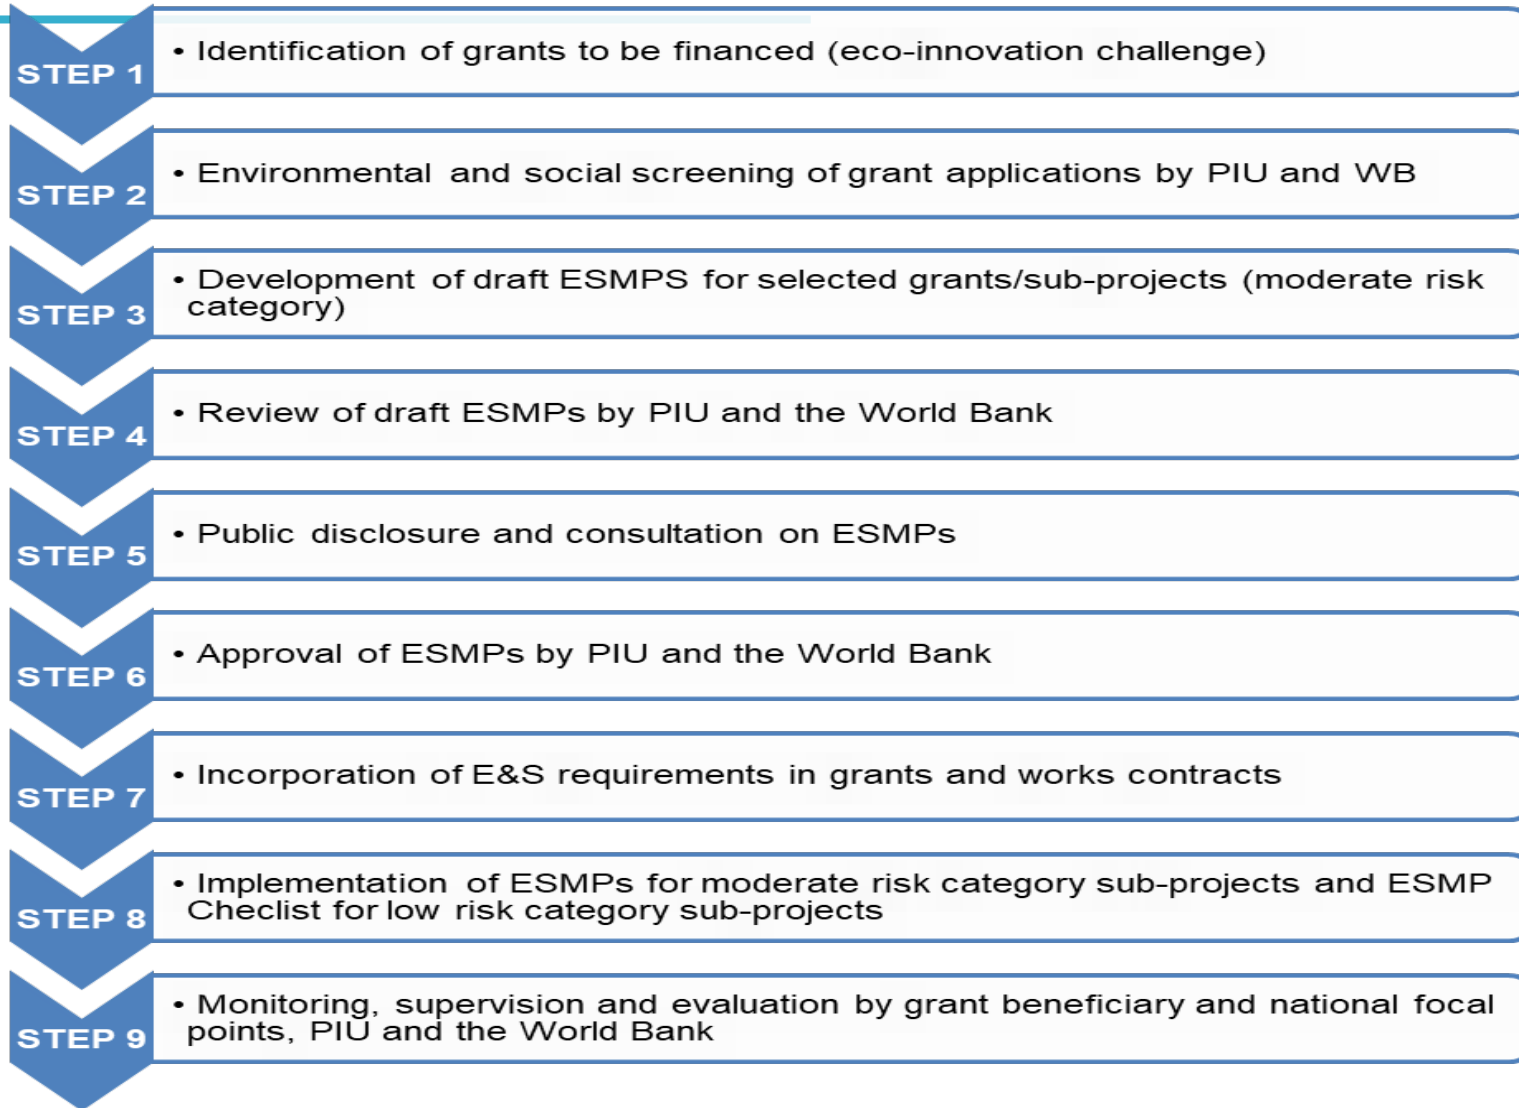 STEP 1
• Identification of grants to be financed (eco-innovation challenge)
STEP 2
• Environmental and social screening of grant applications by PIU and WB
STEP 3
• Development of draft ESMPS for selected grants/sub-projects (moderate risk
category)
STEP 4
• Review of draft ESMPs by PIU and the World Bank
STEP 5
• Public disclosure and consultation on ESMPs
STEP 6
• Approval of ESMPs by PIU and the World Bank
STEP 7
• Incorporation of E&S requirements in grants and works contracts
STEP 8
• Implementation of ESMPs for moderate risk category sub-projects and ESMP
Checlist for low risk category sub-projects
STEP 9
• Monitoring, supervision and evaluation by grant beneficiary and national focal
points, PIU and the World Bank